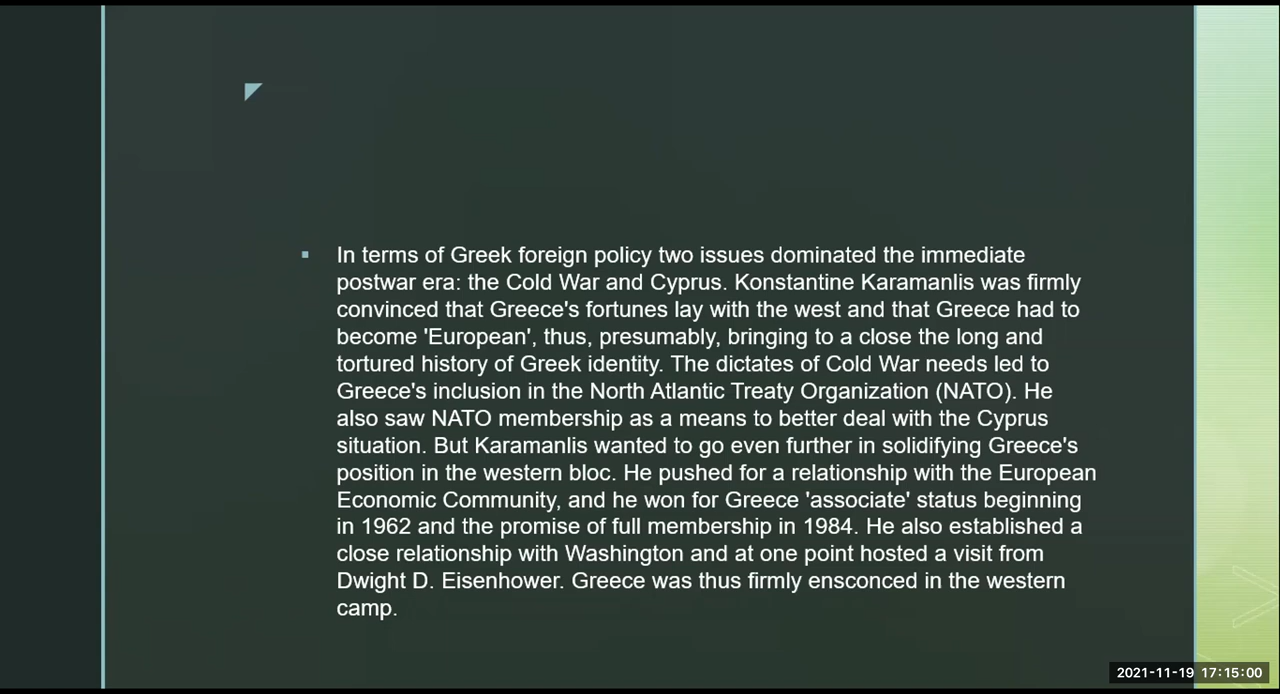 In terms of Greek foreign policy two issues dominated the immediate
postwar era: the Cold War and Cyprus. Konstantine Karamanlis was firmly
convinced that Greece's fortunes lay with the west and that Greece had to
become 'European', thus, presumably, bringing to a close the long and
tortured history of Greek identity. The dictates of Cold War needs led to
Greece's inclusion in the North Atlantic Treaty Organization (NATO). He
also saw NATO membership as a means to better deal with the Cyprus
situation. But Karamanlis wanted to go even further in solidifying Greece's
position in the western bloc. He pushed for a relationship with the European
Economic Community, and he won for Greece 'associate' status beginning
in 1962 and the promise of full membership in 1984. He also established a
close relationship with Washington and at one point hosted a visit from
Dwight D. Eisenhower. Greece was thus firmly ensconced in the western
camp.
2021-11-19 17:15:00